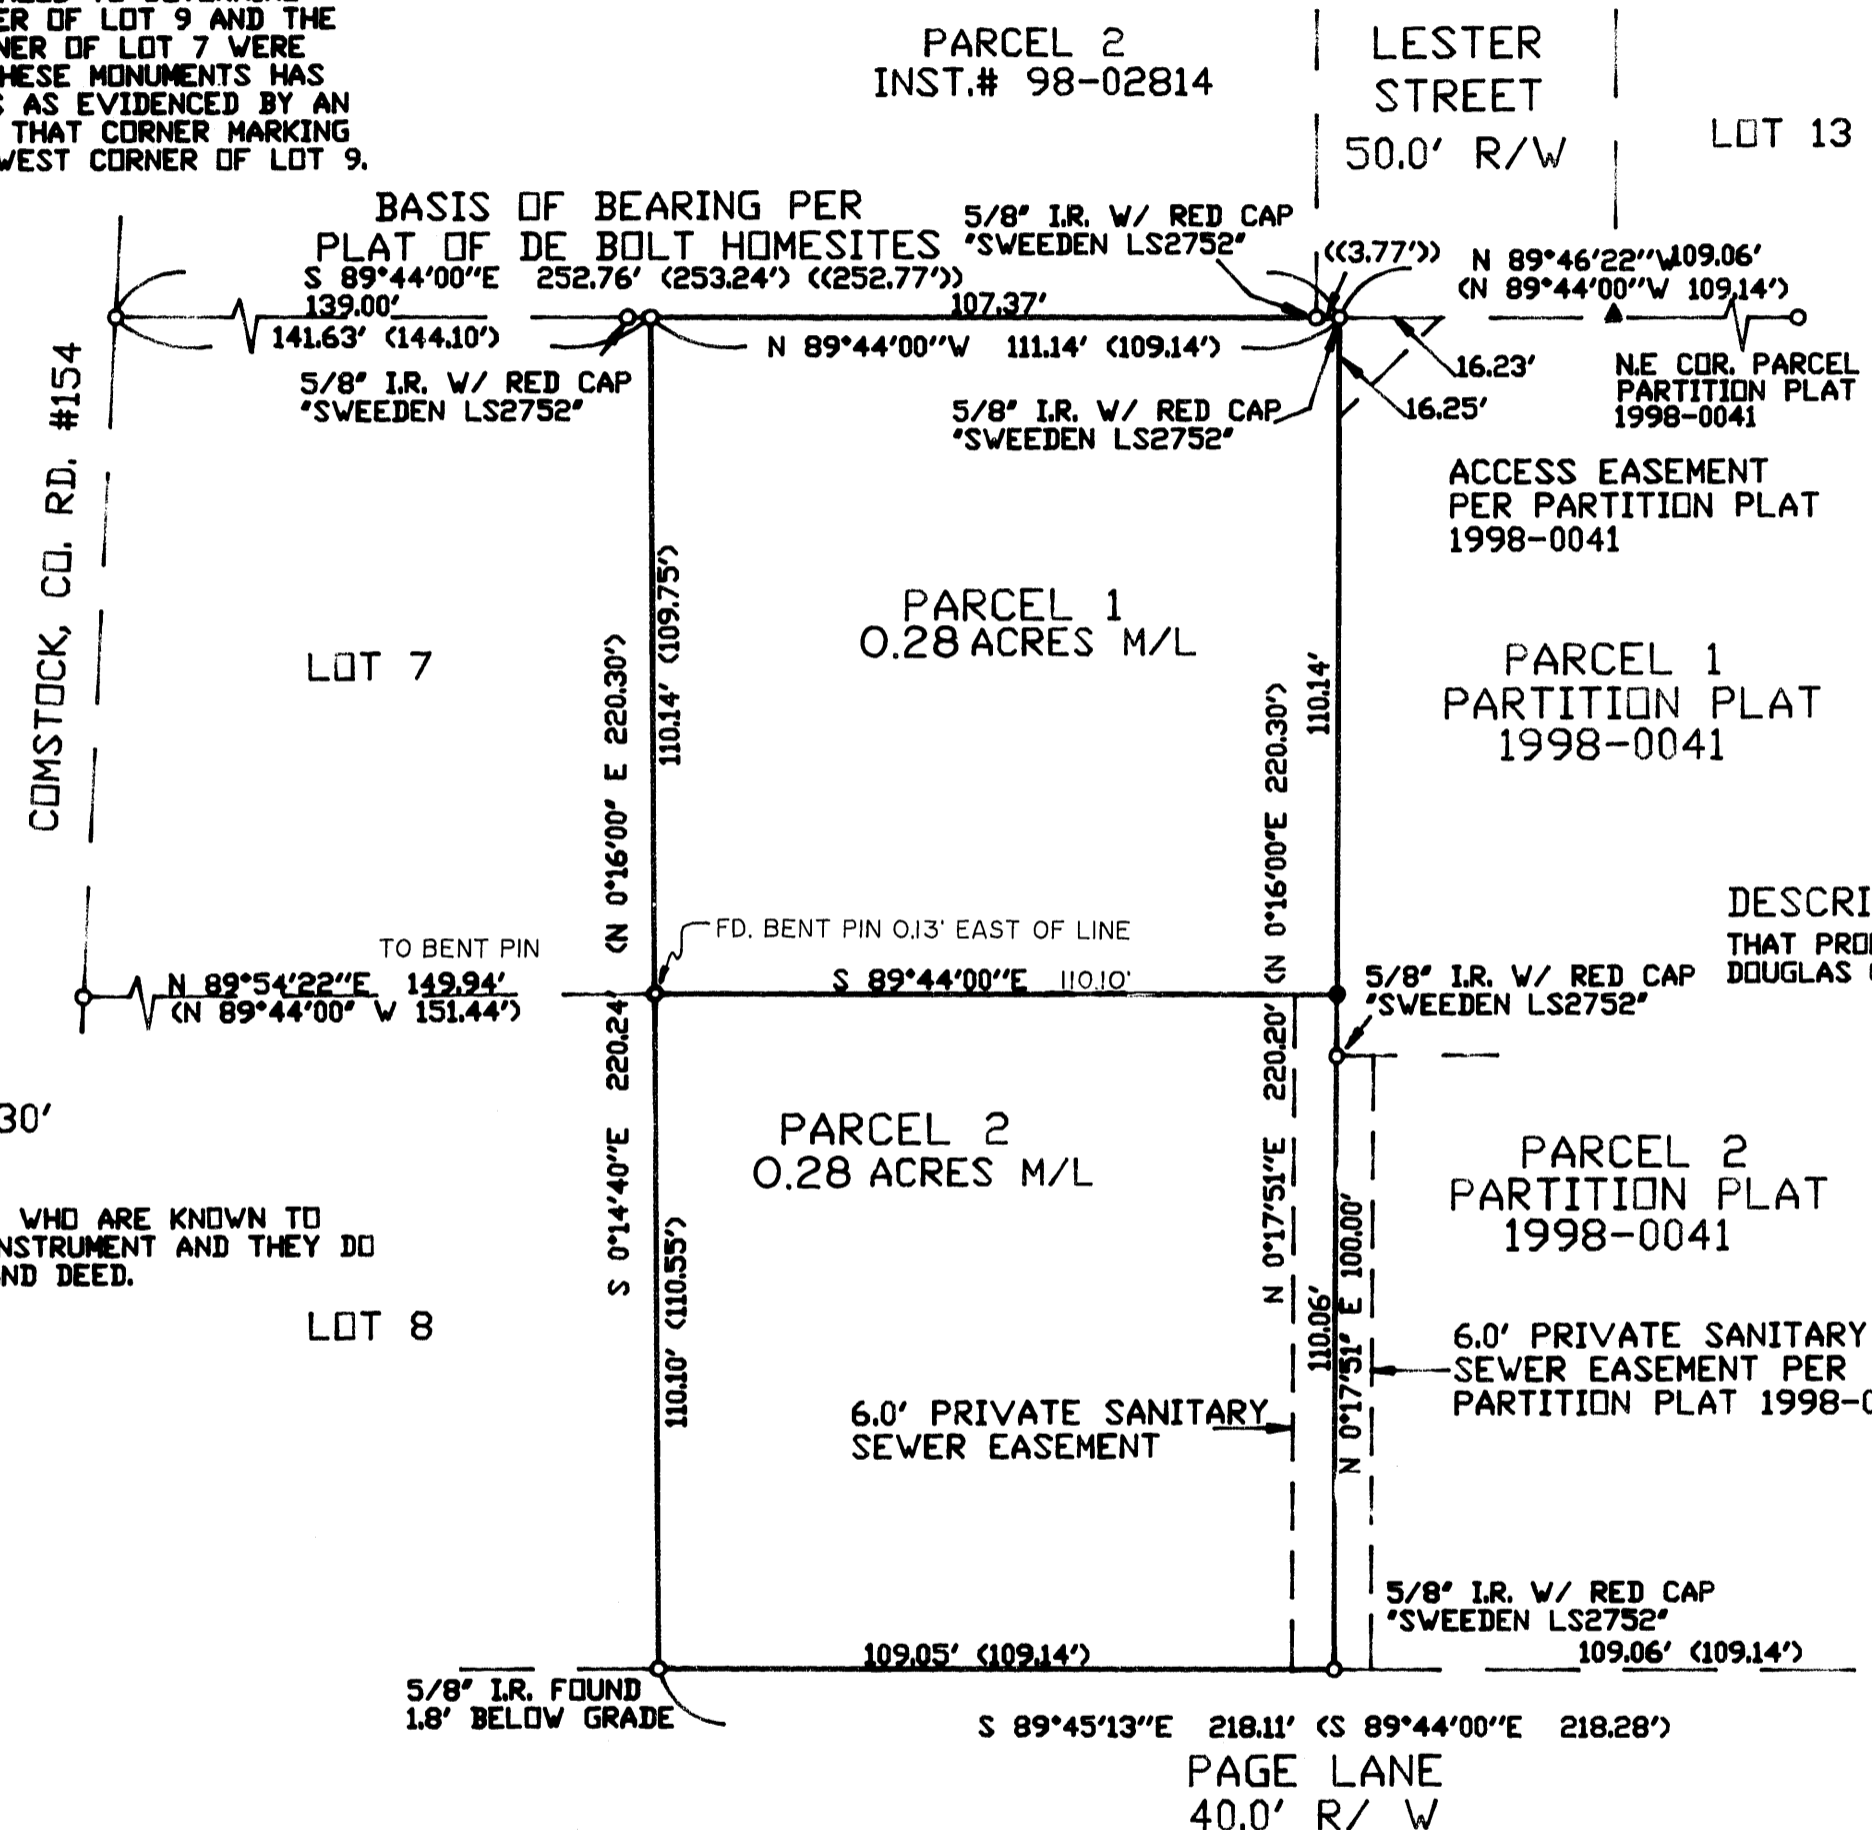 ER OF LOT 9 AND THE
NER OF LOT 7 WERE
HESE MONUMENTS HAS
S AS EVIDENCED BY AN
THAT CORNER MARKING
WEST CORNER OF LOT 9.
PARCEL 2
INST.# 98-02814
LESTER
STREET
50.0' R/W
LOT 13
BASIS OF BEARING PER
PLAT OF DE BOLT HOMESITES
S 89°44'00"E 252.76' (253.24') ((252.77'))
139.00'
107.37'
141.63' (144.10')
N 89°44'00"W 111.14' (109.14')
5/8" I.R. W/ RED CAP
"SWEEDEN LS2752"
((3.77'))
N 89°46'22"W 109.06'
(N 89°44'00"W 109.14')
5/8" I.R. W/ RED CAP
"SWEEDEN LS2752"
5/8" I.R. W/ RED CAP
"SWEEDEN LS2752"
16.23'
16.25'
N.E COR. PARCEL
PARTITION PLAT
1998-0041
ACCESS EASEMENT
PER PARTITION PLAT
1998-0041
COMSTOCK, CO. RD. #154
LOT 7
110.14' (109.75')
S 0°14'40"E 220.24' (N 0°16'00" E 220.30')
PARCEL 1
0.28 ACRES M/L
110.14'
N 0°17'51"E 220.20' (N 0°16'00"E 220.30')
PARCEL 1
PARTITION PLAT
1998-0041
DESCRI
THAT PRO
DOUGLAS
TO BENT PIN
N 89°54'22"E 149.94'
(N 89°44'00" W 151.44')
FD. BENT PIN 0.13' EAST OF LINE
S 89°44'00"E 110.10'
5/8" I.R. W/ RED CAP
"SWEEDEN LS2752"
30'
WHO ARE KNOWN TO
NSTRUMENT AND THEY DO
ND DEED.
LOT 8
110.10' (110.55')
PARCEL 2
0.28 ACRES M/L
110.06'
N 0°17'51" E 100.00'
PARCEL 2
PARTITION PLAT
1998-0041
6.0' PRIVATE SANITARY
SEWER EASEMENT
6.0' PRIVATE SANITARY
SEWER EASEMENT PER
PARTITION PLAT 1998-0
5/8" I.R. W/ RED CAP
"SWEEDEN LS2752"
109.05' (109.14')
109.06' (109.14')
5/8" I.R. FOUND
1.8' BELOW GRADE
S 89°45'13"E 218.11' (S 89°44'00"E 218.28')
PAGE LANE
40.0' R/ W